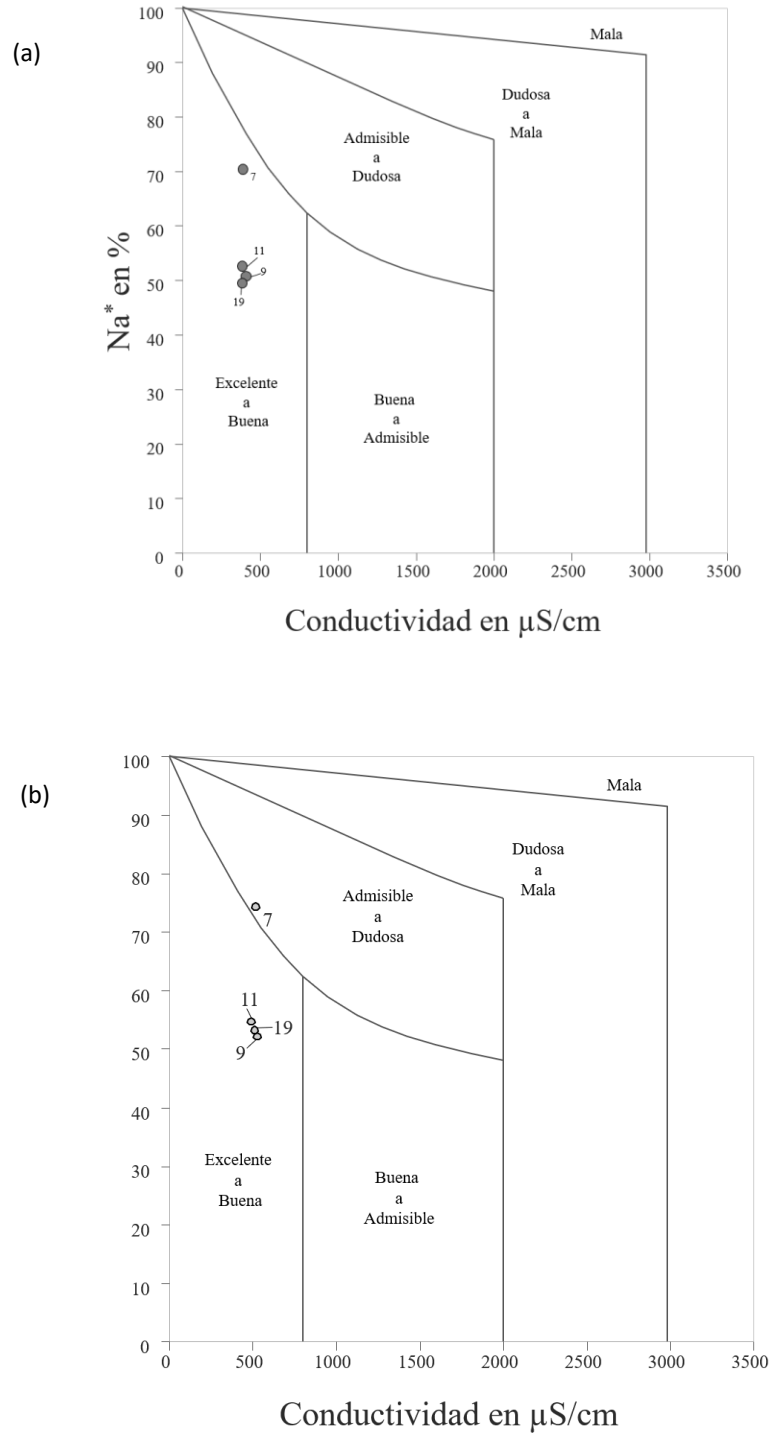 (a)
100
90
80
70
60
50
40
30
20
10
0
Na* en %
Mala
Dudosa
a
Mala
Admisible
a
Dudosa
7
11
9
19
Excelente
a
Buena
Buena
a
Admisible
0 500 1000 1500 2000 2500 3000 3500
Conductividad en µS/cm
(b)
100
90
80
70
60
50
40
30
20
10
0
Mala
Dudosa
a
Mala
Admisible
a
Dudosa
7
11
19
9
Excelente
a
Buena
Buena
a
Admisible
0 500 1000 1500 2000 2500 3000 3500
Conductividad en µS/cm